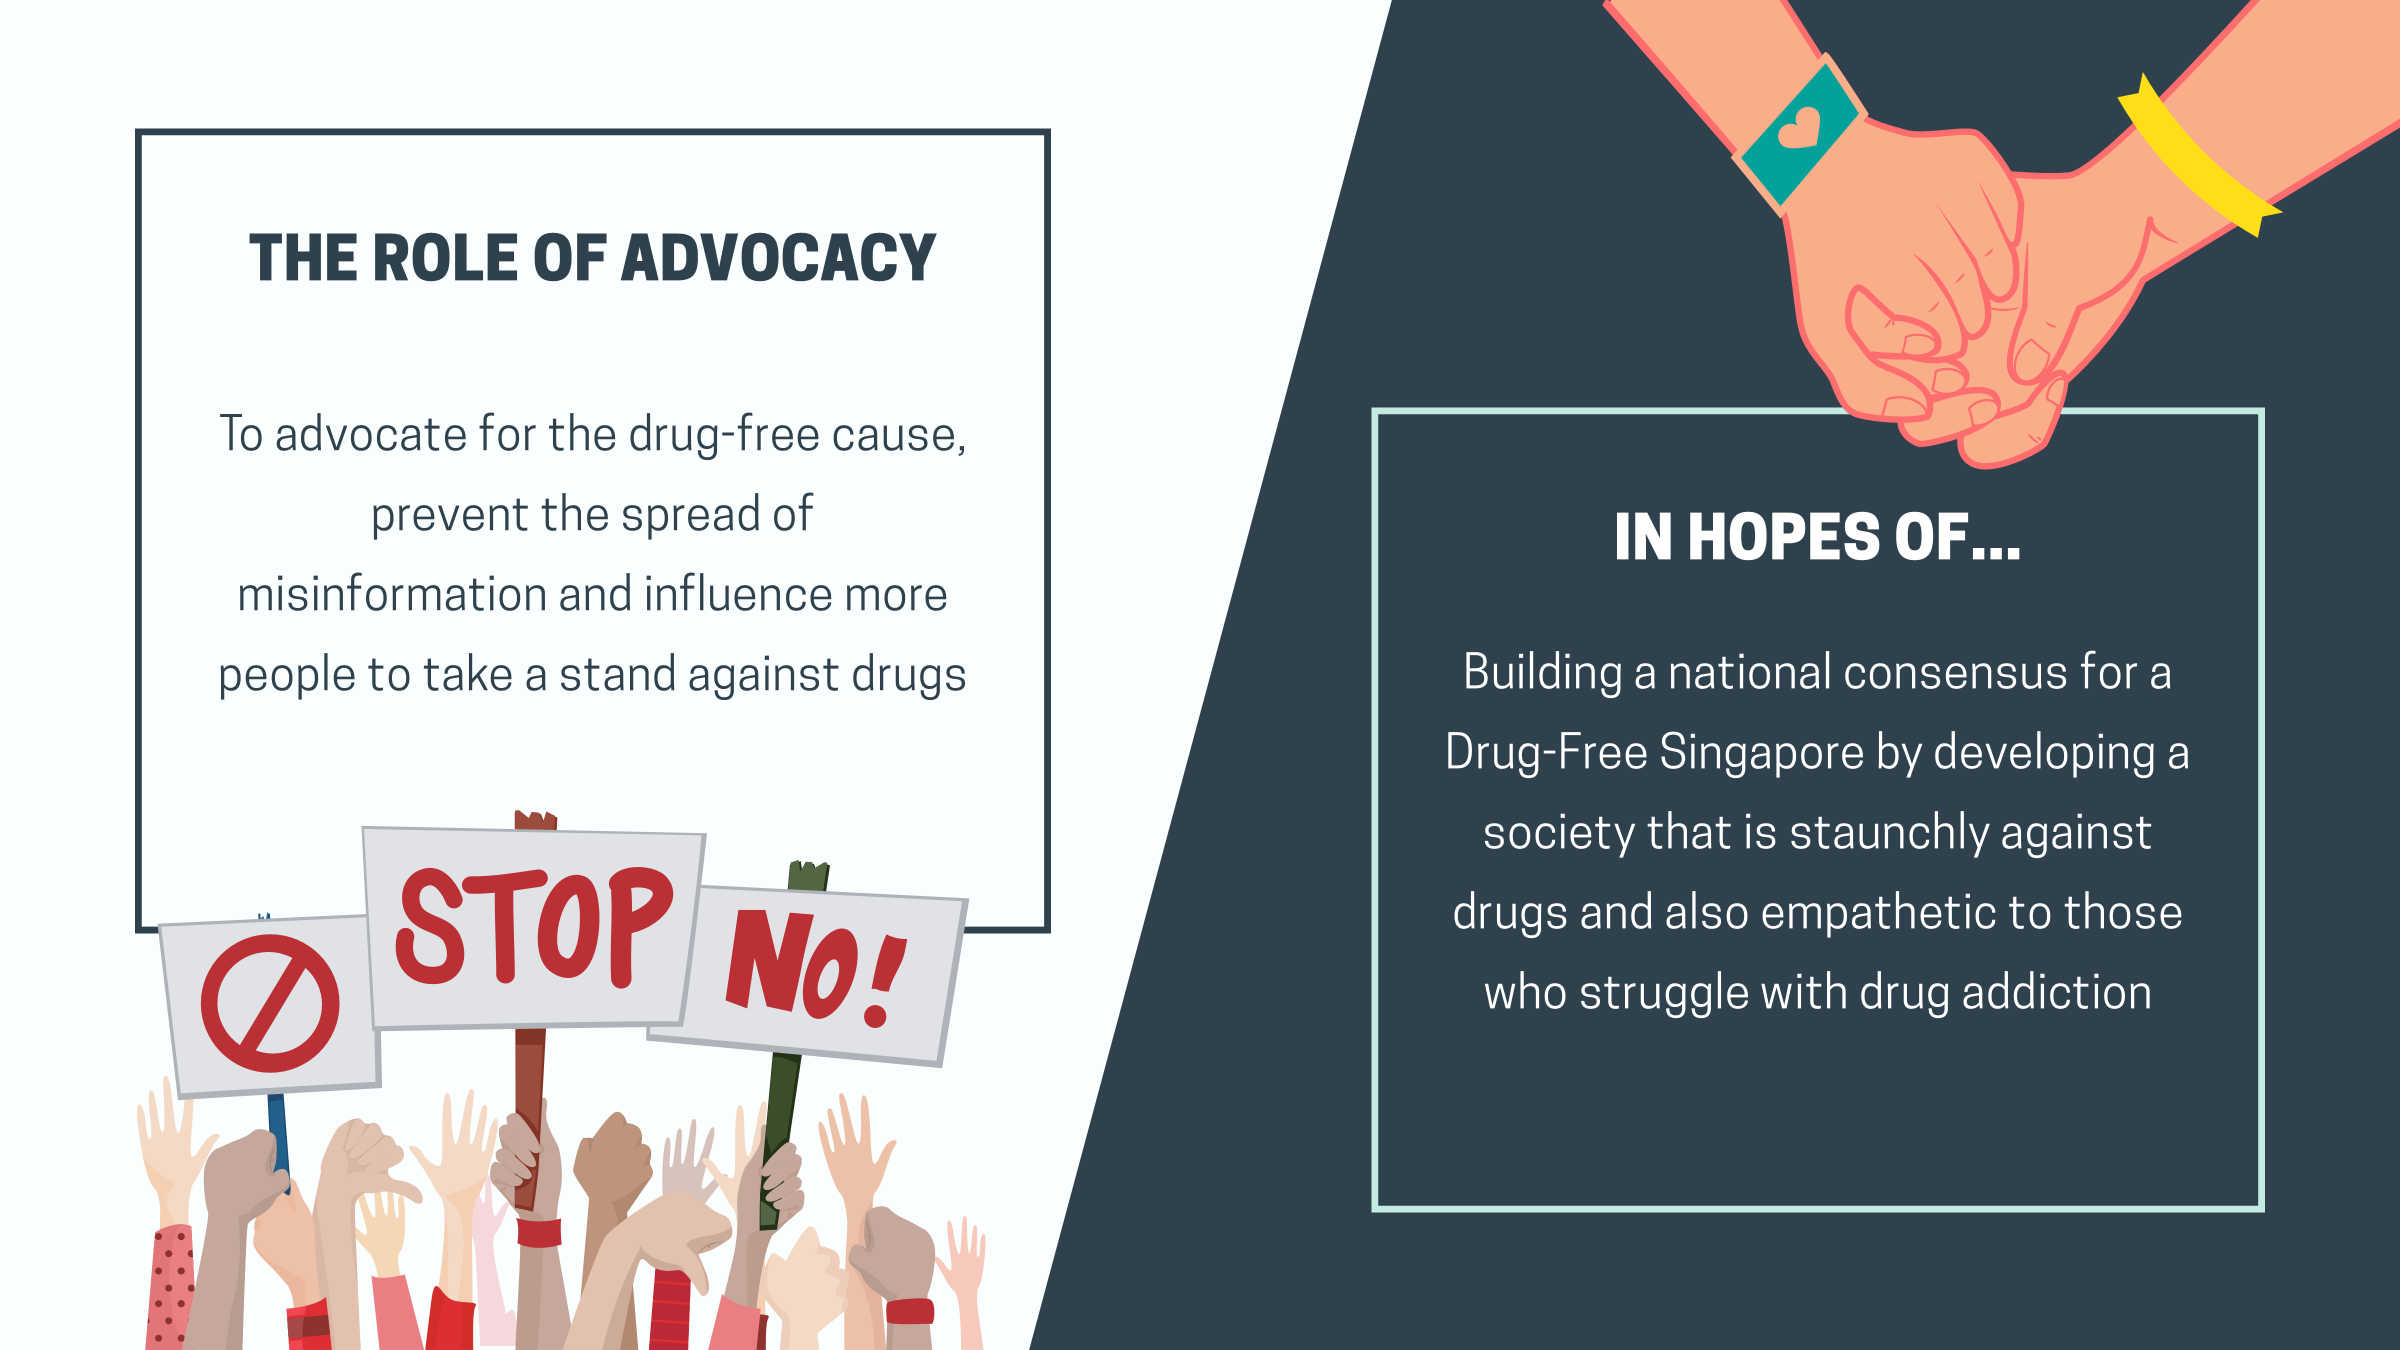 THE ROLE OF ADVOCACY
To advocate for the drug-free cause,
prevent the spread of
misinformation and influence more
people to take a stand against drugs
STOP
NO!
IN HOPES OF...
Building a national consensus for a
Drug-Free Singapore by developing a
society that is staunchly against
drugs and also empathetic to those
who struggle with drug addiction